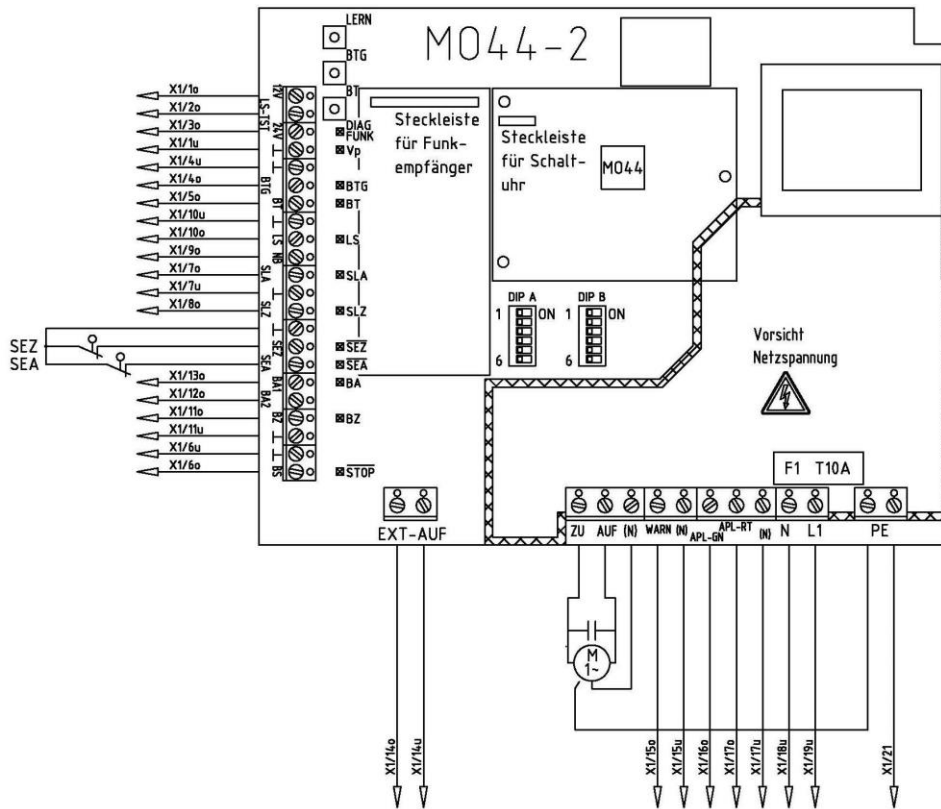 LERN
MO44-2
BTG
BT
X1/1o
12V
X1/2o
LS-TST
X1/3o
24V
DIAG
FUNK
X1/1u
Vp
X1/4u
X1/4o
BTG
BTG
X1/5o
BT
BT
X1/10u
X1/10o
LS
LS
X1/9o
NB
X1/7o
SLA
SLA
X1/7u
X1/8o
SLZ
SLZ
SEZ
SEZ
SEZ
SEA
SEA
SEA
X1/13o
BA1
BA
X1/12o
BA2
X1/11o
BZ
BZ
X1/11u
X1/6u
X1/6o
BS
STOP
Steckleiste
für Funk-
empfänger
Steckleiste
für Schalt-
uhr
MO44
DIP A
1 ON
6
DIP B
1 ON
6
Vorsicht
Netzspannung
F1 T10A
EXT-AUF
ZU AUF (N) WARN (N) APL-GN APL-RT (N) N L1 PE
M
1~
X1/14o
X1/14u
X1/15o
X1/15u
X1/16o
X1/17o
X1/17u
X1/18u
X1/19u
X1/21